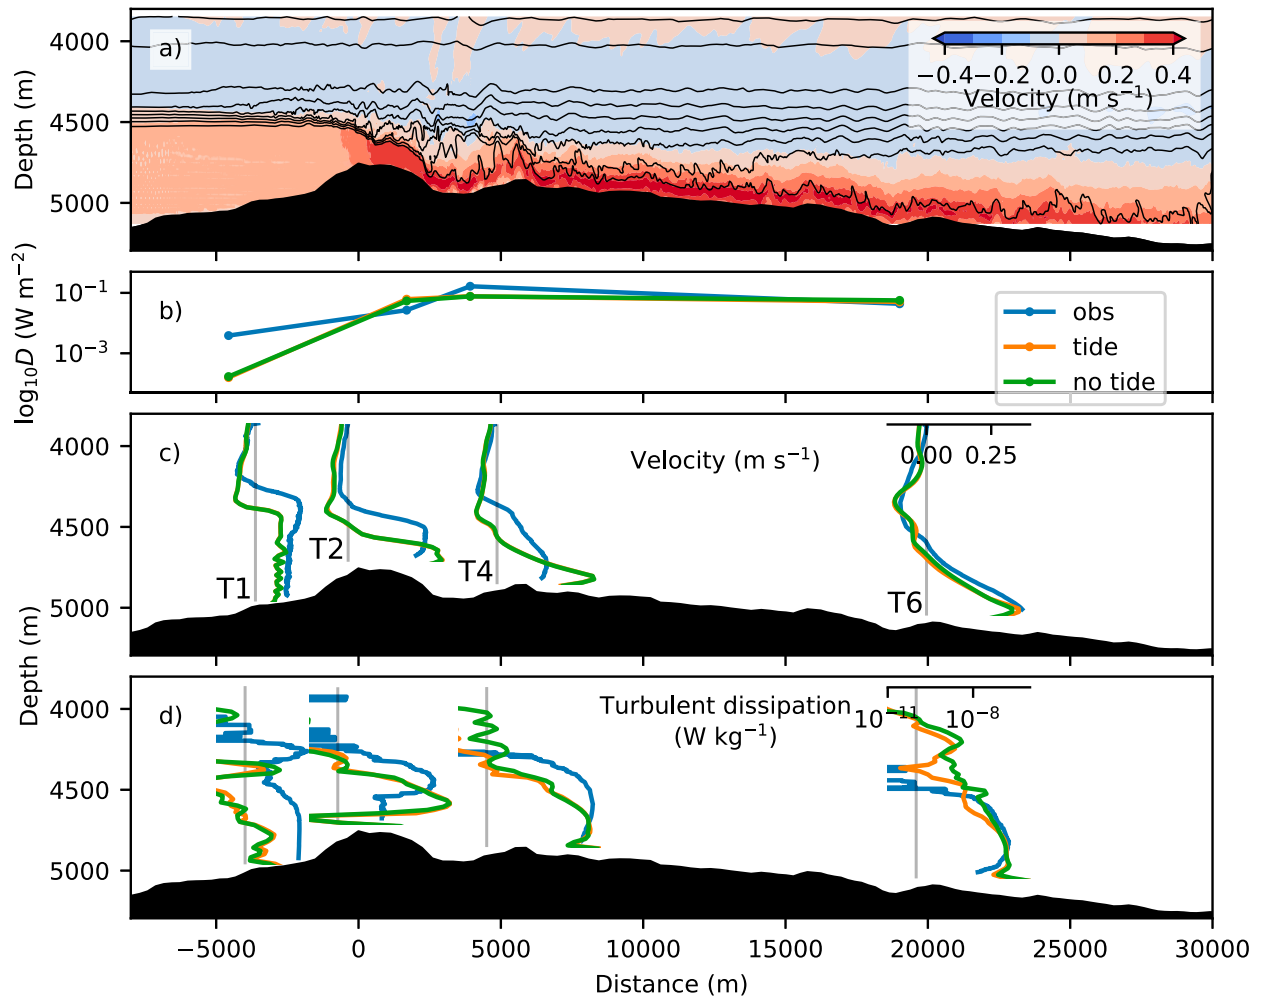 a)
4000
4500
5000
Depth (m)
−0.4 −0.2 0.0 0.2 0.4
Velocity (m s⁻¹)
b)
10⁻¹
10⁻³
log₁₀D (W m⁻²)
obs
tide
no tide
c)
4000
4500
5000
Velocity (m s⁻¹)
0.00 0.25
T1
T2
T4
T6
Depth (m)
d)
4000
4500
5000
Turbulent dissipation
(W kg⁻¹)
10⁻¹¹ 10⁻⁸
−5000 0 5000 10000 15000 20000 25000 30000
Distance (m)